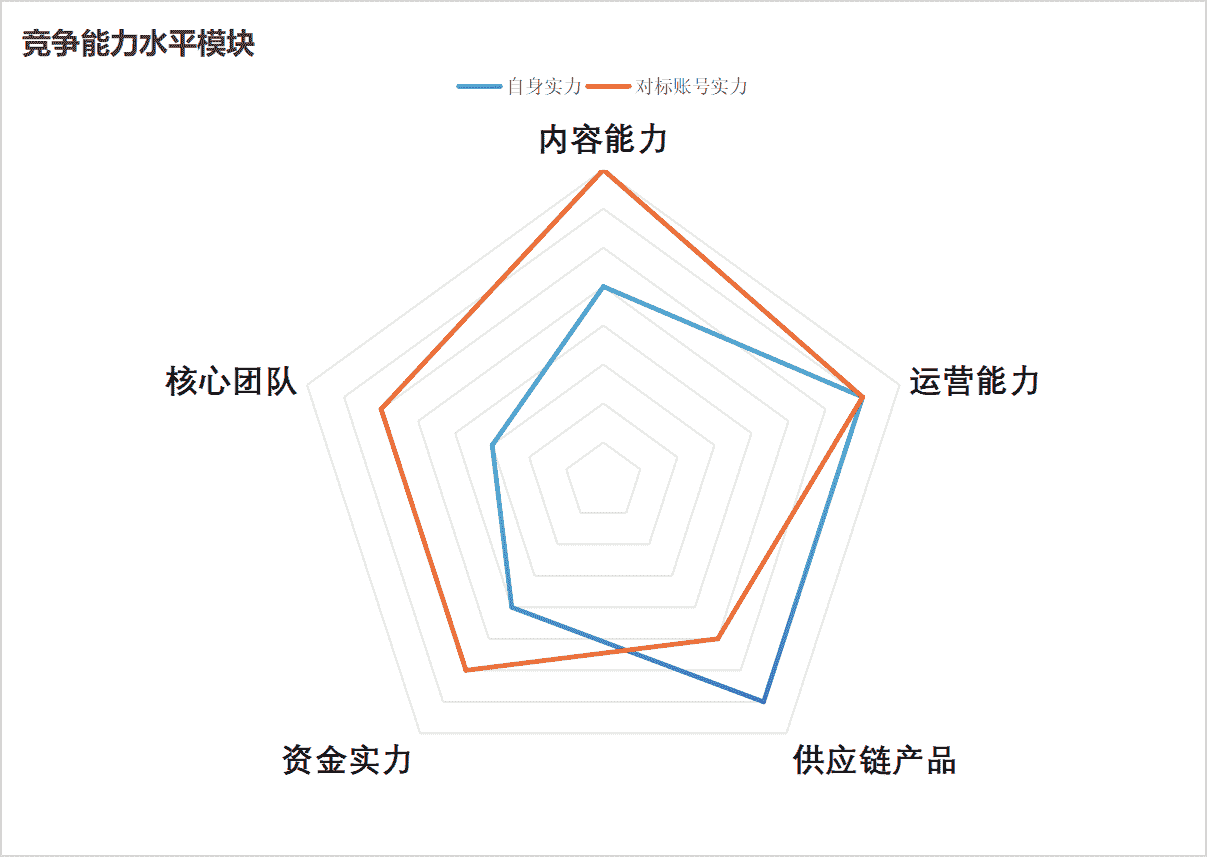 竞争能力水平模块
自身实力 对标账号实力
内容能力
核心团队 运营能力
资金实力 供应链产品